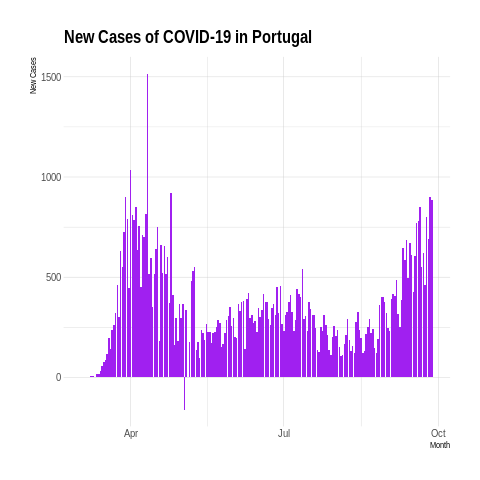 New Cases of COVID-19 in Portugal
New Cases
1500
1000
500
0
Apr
Jul
Oct
Month